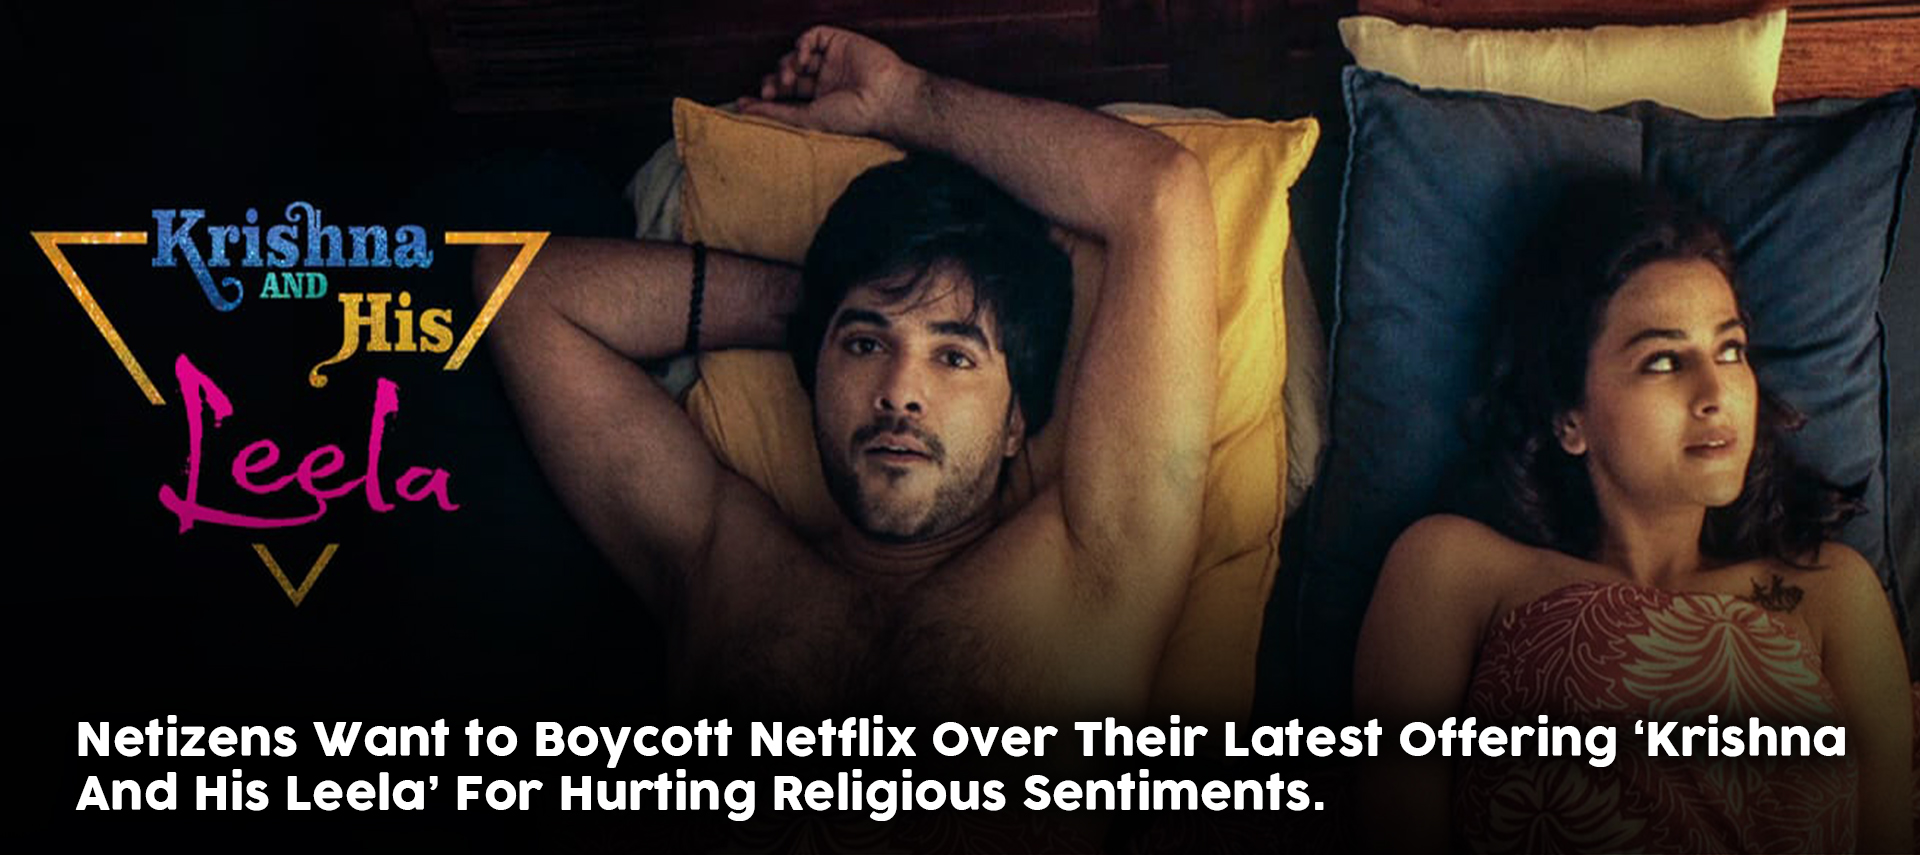 Krishna
AND
His
Leela
Netizens Want to Boycott Netflix Over Their Latest Offering ‘Krishna
And His Leela’ For Hurting Religious Sentiments.